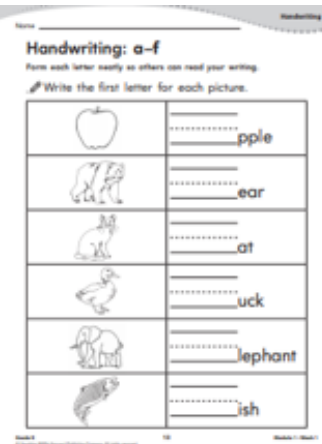 Handwriting
Name
Handwriting: a–f
Form each letter neatly so others can read your writing.
Write the first letter for each picture.
pple
ear
at
uck
lephant
ish